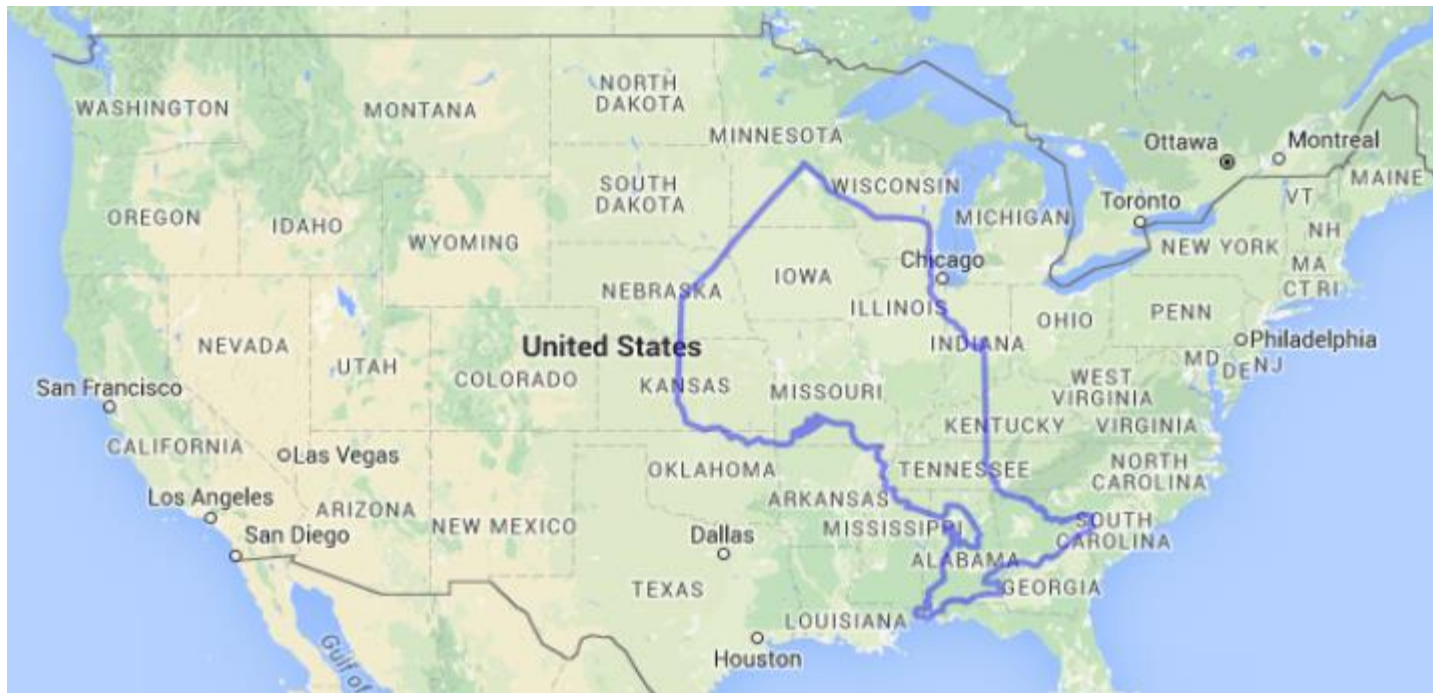 WASHINGTON
MONTANA
NORTH
DAKOTA
MINNESOTA
Ottawa
Montreal
MAINE
OREGON
IDAHO
WYOMING
SOUTH
DAKOTA
WISCONSIN
MICHIGAN
Toronto
VT
NH
NEW YORK
MA
CT RI
NEBRASKA
IOWA
Chicago
ILLINOIS
INDIANA
OHIO
PENN
Philadelphia
MD
DE
NJ
NEVADA
UTAH
COLORADO
United States
KANSAS
MISSOURI
WEST
VIRGINIA
KENTUCKY
VIRGINIA
San Francisco
CALIFORNIA
Las Vegas
Los Angeles
San Diego
ARIZONA
NEW MEXICO
OKLAHOMA
ARKANSAS
TENNESSEE
NORTH
CAROLINA
SOUTH
CAROLINA
MISSISSIPPI
ALABAMA
GEORGIA
Dallas
TEXAS
LOUISIANA
Houston
Gulf of